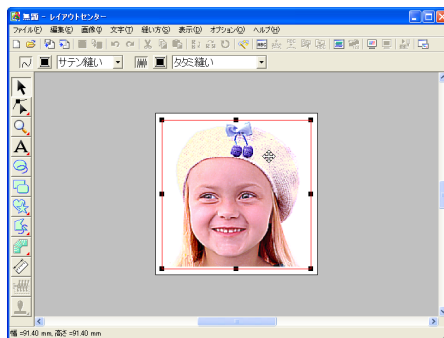 無題 - レイアウトセンター
ファイル(F) 編集(E) 画像(I) 文字(T) 縫い方(S) 表示(D) オプション(O) ヘルプ(H)
サテン縫い タタミ縫い
A
幅 =91.40 mm, 高さ =91.40 mm